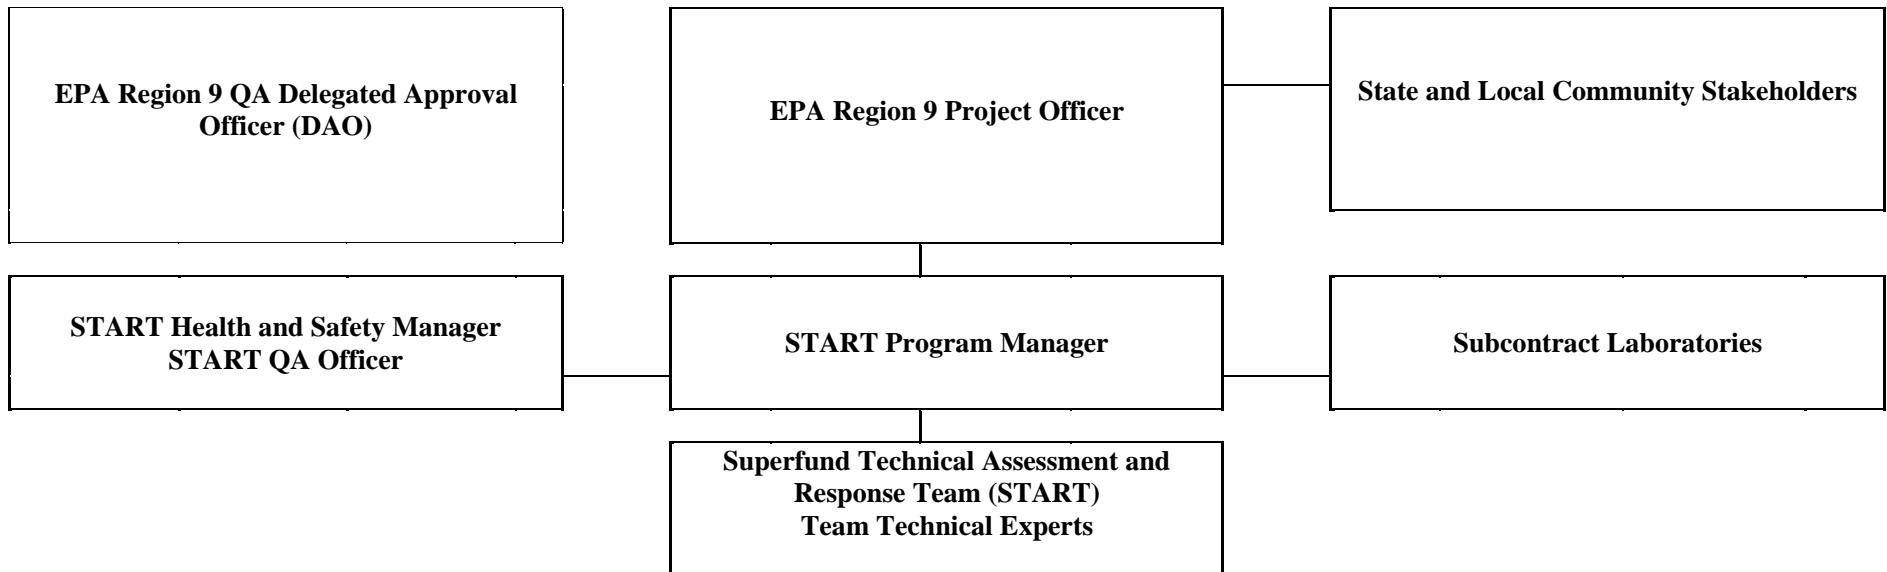 EPA Region 9 QA Delegated Approval
Officer (DAO)
EPA Region 9 Project Officer
State and Local Community Stakeholders
START Health and Safety Manager
START QA Officer
START Program Manager
Subcontract Laboratories
Superfund Technical Assessment and
Response Team (START)
Team Technical Experts